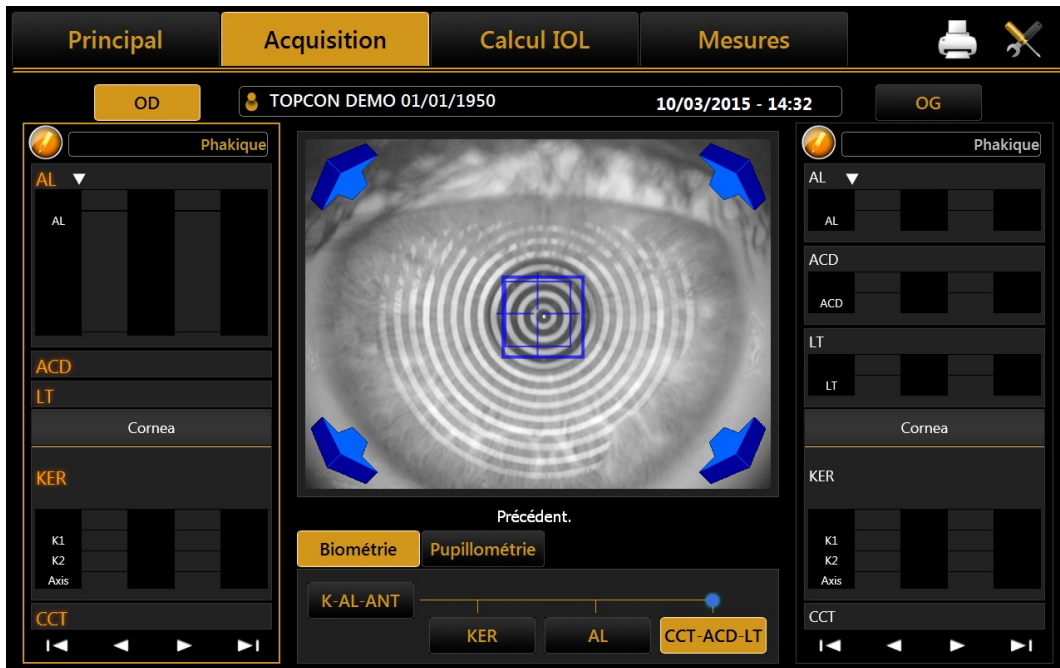 Principal Acquisition Calcul IOL Mesures
OD TOPCON DEMO 01/01/1950 10/03/2015 - 14:32 OG
Phakique
AL
AL
ACD
LT
Cornea
KER
K1
K2
Axis
CCT
Précédent.
Biométrie Pupillométrie
K-AL-ANT
KER AL CCT-ACD-LT
Phakique
AL
AL
ACD
ACD
LT
LT
Cornea
KER
K1
K2
Axis
CCT